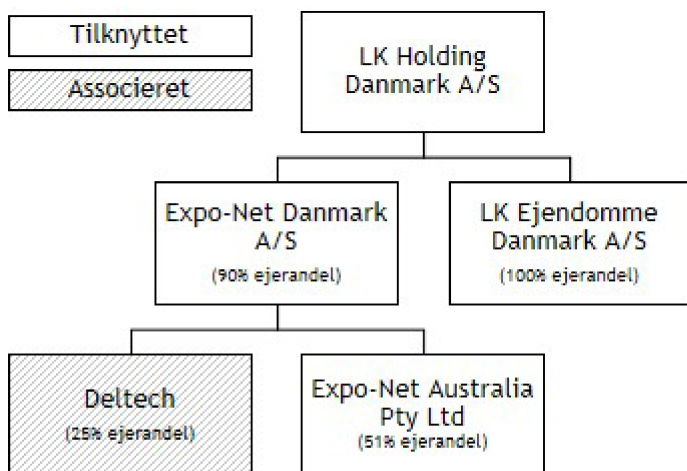 Tilknyttet
Associeret
LK Holding
Danmark A/S
Expo-Net Danmark
A/S
(90% ejerandel)
LK Ejendomme
Danmark A/S
(100% ejerandel)
Deltech
(25% ejerandel)
Expo-Net Australia
Pty Ltd
(51% ejerandel)